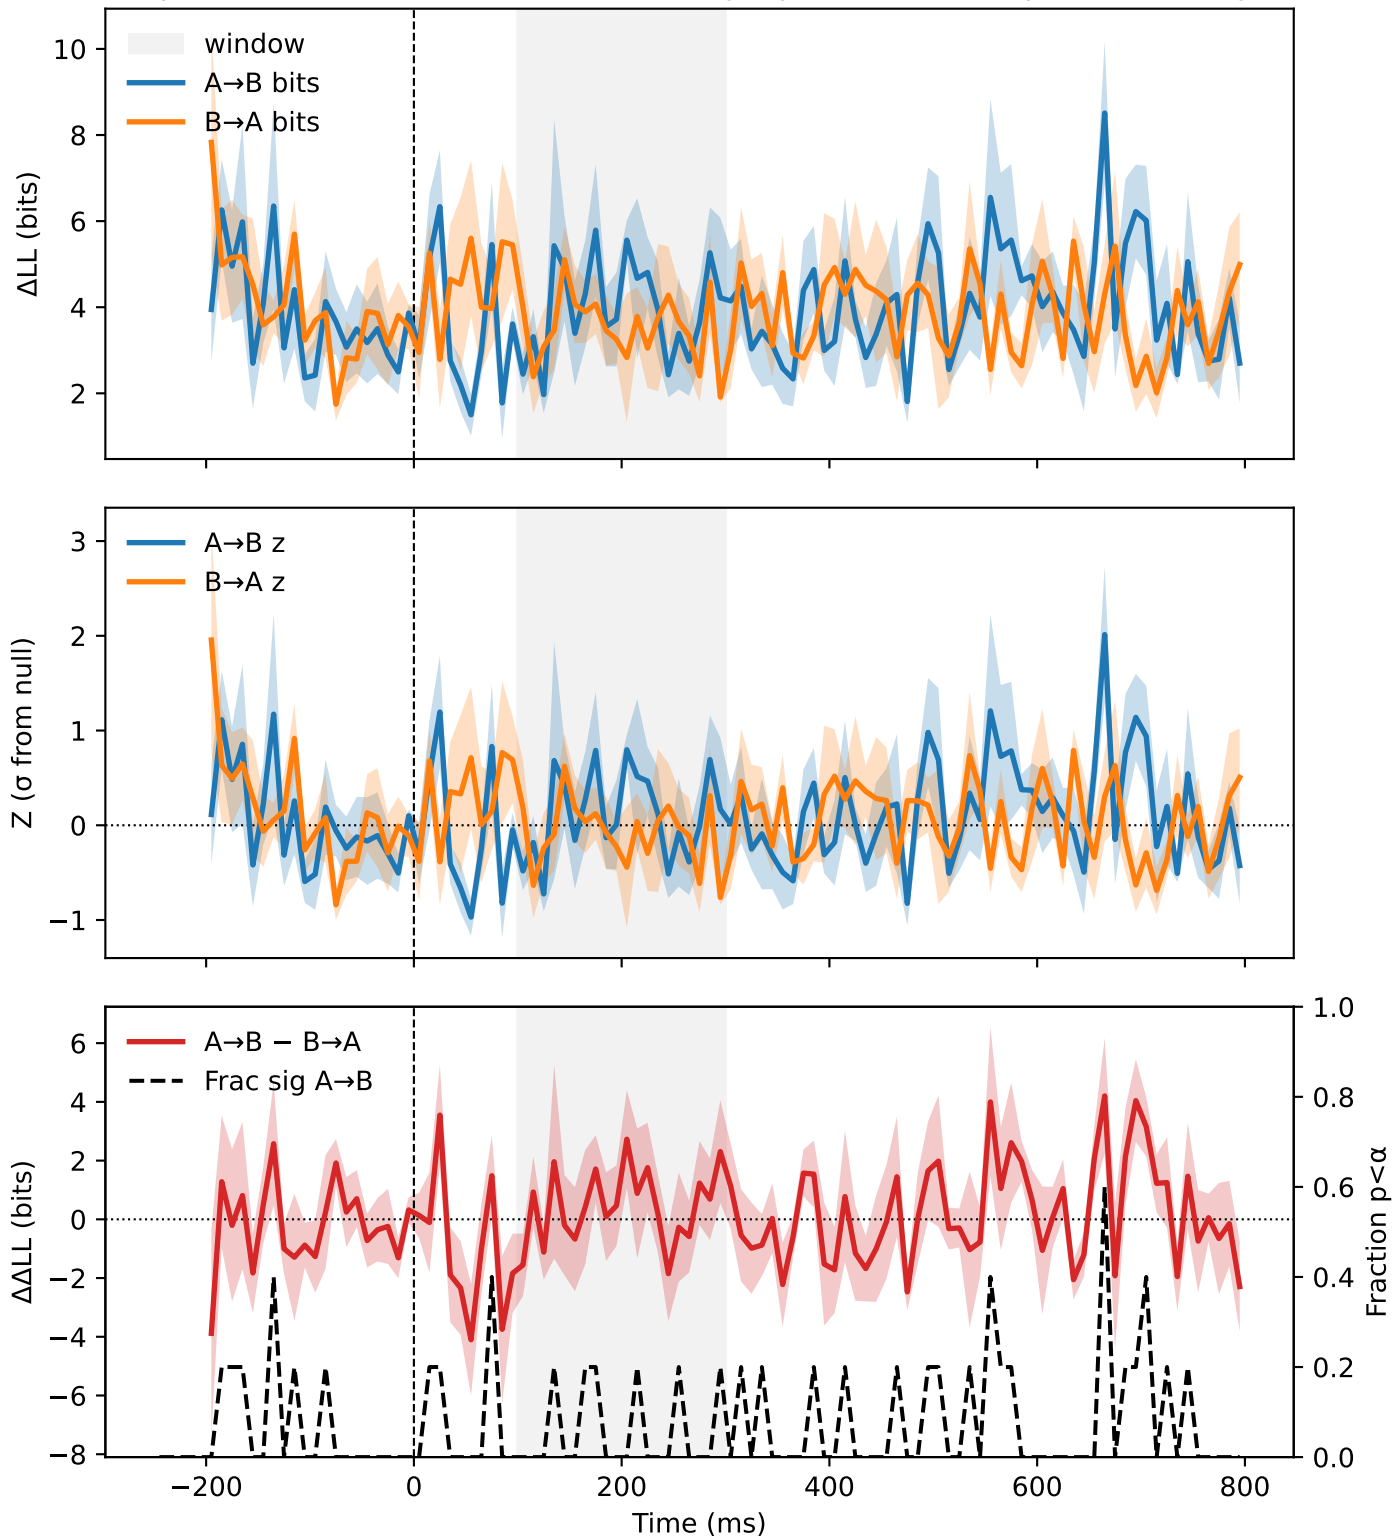 10
8
6
4
2
ΔLL (bits)
window
A→B bits
B→A bits
3
2
1
0
−1
Z (σ from null)
A→B z
B→A z
6
4
2
0
−2
−4
−6
−8
ΔΔLL (bits)
A→B − B→A
Frac sig A→B
1.0
0.8
0.6
0.4
0.2
0.0
Fraction p<α
−200
0
200
400
600
800
Time (ms)